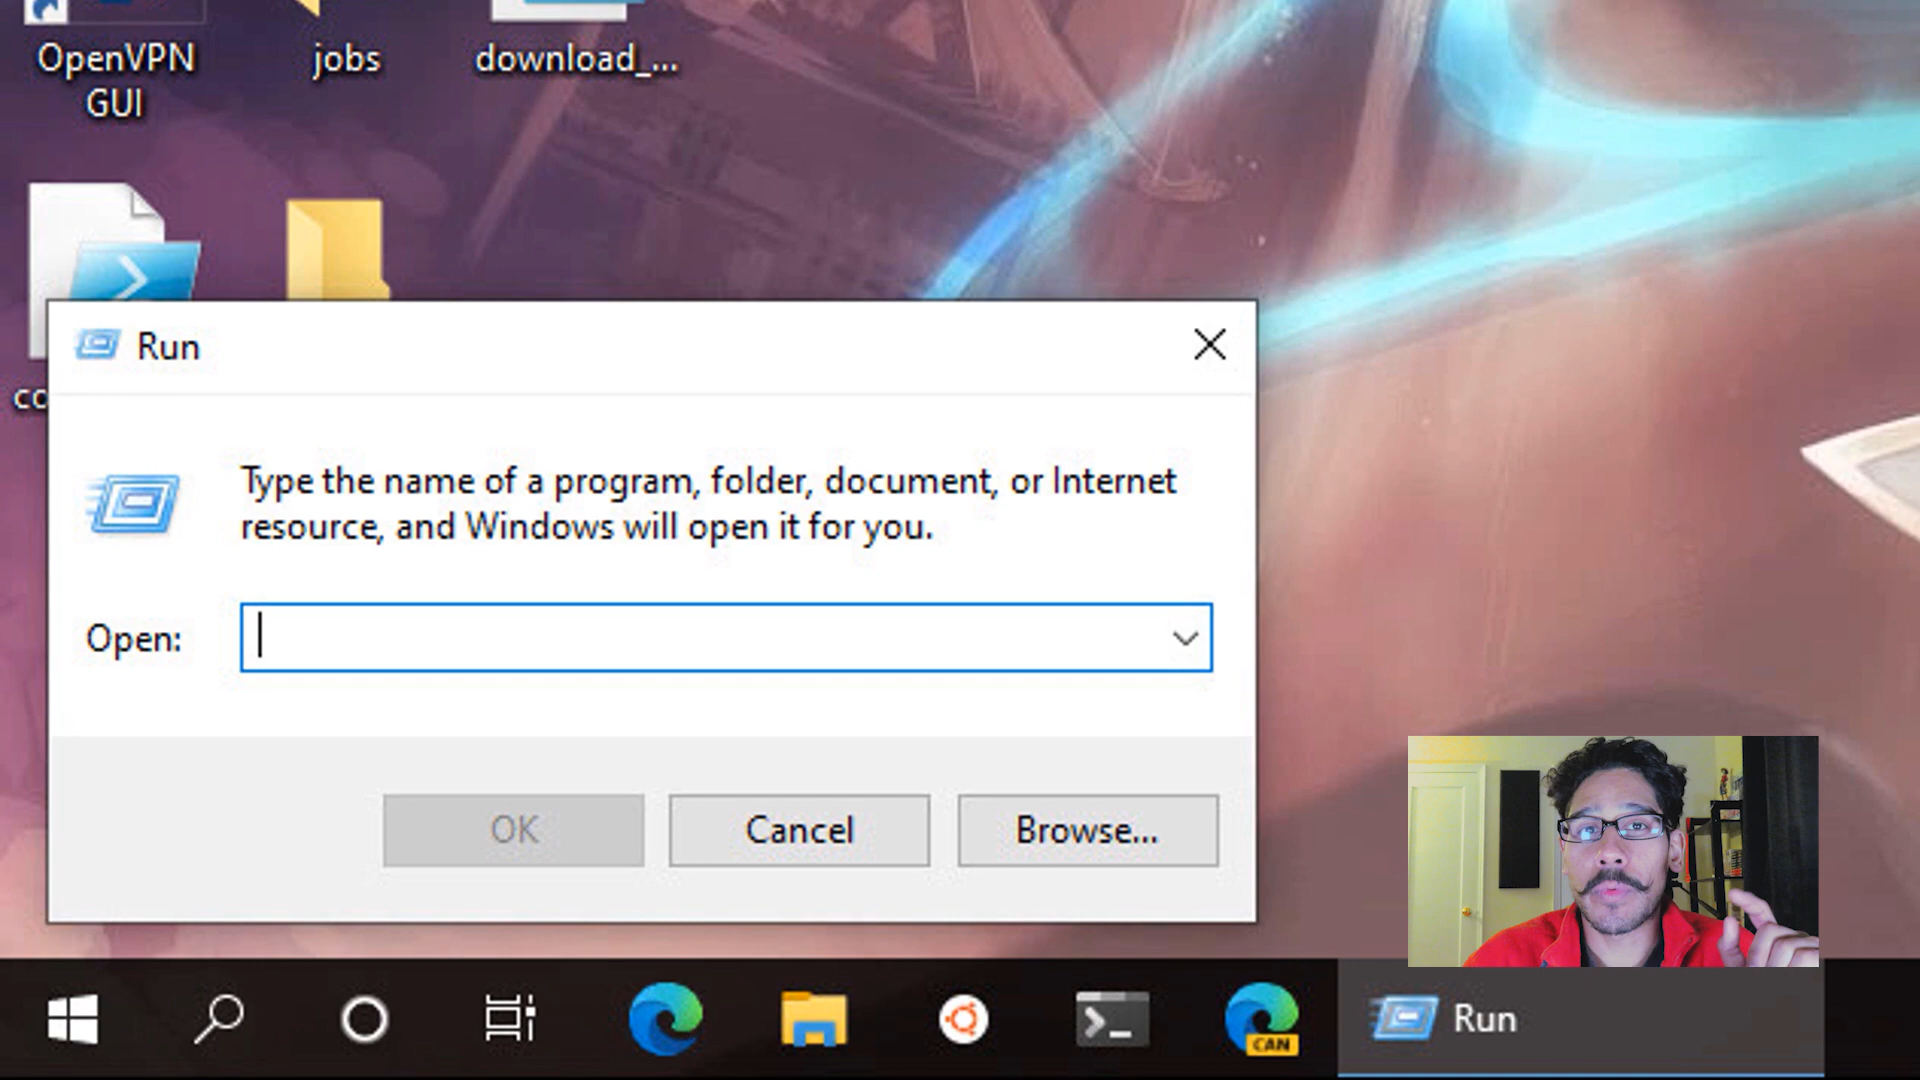 OpenVPN
GUI
jobs
download_...
co
Run
Type the name of a program, folder, document, or Internet
resource, and Windows will open it for you.
Open:
OK
Cancel
Browse...
CAN
Run